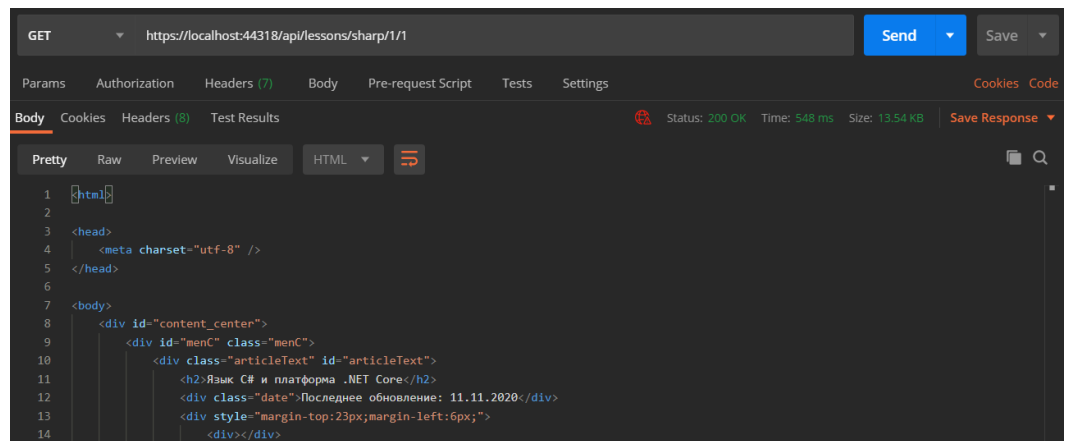 GET https://localhost:44318/api/lessons/sharp/1/1 Send Save
Params Authorization Headers (7) Body Pre-request Script Tests Settings Cookies Code
Body Cookies Headers (8) Test Results Status: 200 OK Time: 548 ms Size: 13.54 KB Save Response
Pretty Raw Preview Visualize HTML
1 <html>
2
3 <head>
4 <meta charset="utf-8" />
5 </head>
6
7 <body>
8 <div id="content_center">
9 <div id="menC" class="menC">
10 <div class="articleText" id="articleText">
11 <h2>Язык C# и платформа .NET Core</h2>
12 <div class="date">Последнее обновление: 11.11.2020</div>
13 <div style="margin-top:23px;margin-left:6px;">
14 <div></div>